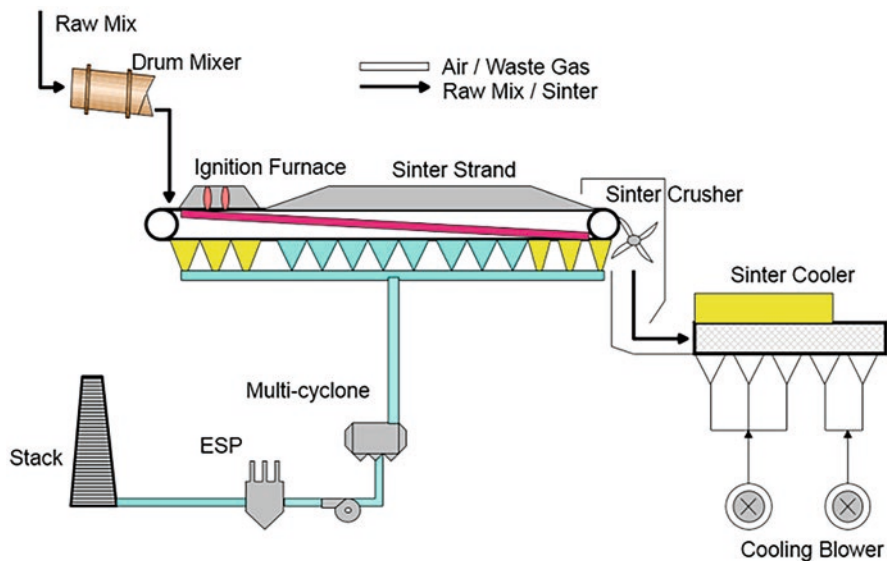 Raw Mix
Drum Mixer
Air / Waste Gas
Raw Mix / Sinter
Ignition Furnace
Sinter Strand
Sinter Crusher
Sinter Cooler
Multi-cyclone
ESP
Stack
Cooling Blower